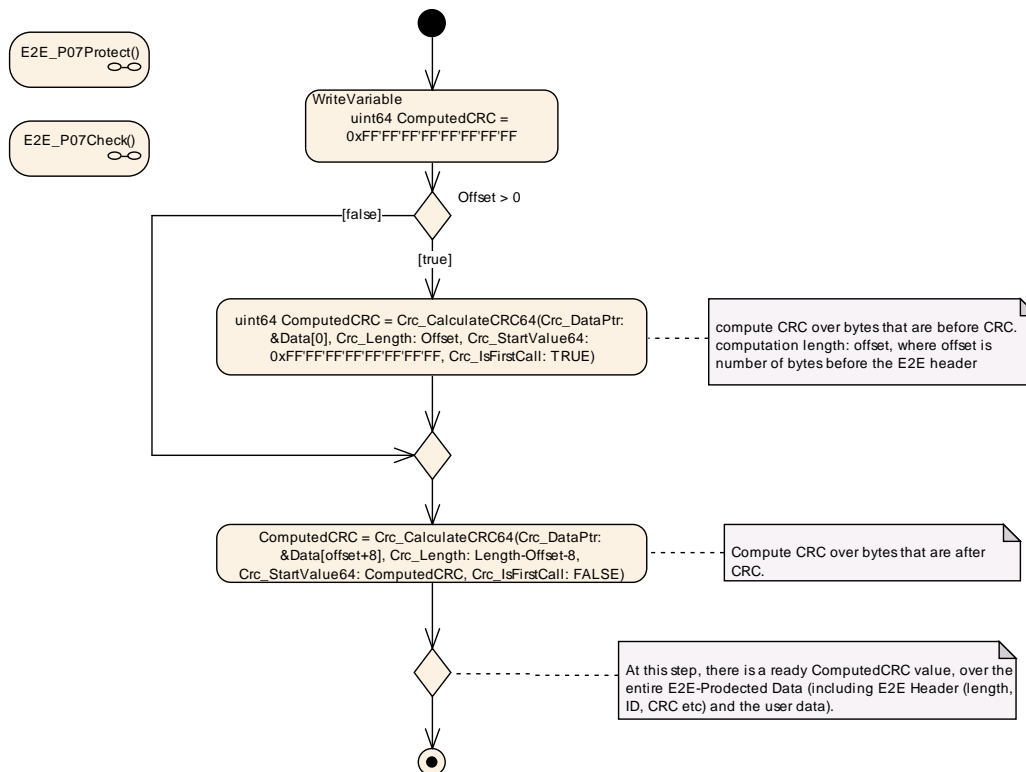 E2E_P07Protect()
E2E_P07Check()
WriteVariable
uint64 ComputedCRC =
0xFF'FF'FF'FF'FF'FF'FF'FF
Offset > 0
[false]
[true]
uint64 ComputedCRC = Crc_CalculateCRC64(Crc_DataPtr:
&Data[0], Crc_Length: Offset, Crc_StartValue64:
0xFF'FF'FF'FF'FF'FF'FF'FF, Crc_IsFirstCall: TRUE)
compute CRC over bytes that are before CRC.
computation length: offset, where offset is
number of bytes before the E2E header
ComputedCRC = Crc_CalculateCRC64(Crc_DataPtr:
&Data[offset+8], Crc_Length: Length-Offset-8,
Crc_StartValue64: ComputedCRC, Crc_IsFirstCall: FALSE)
Compute CRC over bytes that are after
CRC.
At this step, there is a ready ComputedCRC value, over the
entire E2E-Prodected Data (including E2E Header (length,
ID, CRC etc) and the user data).